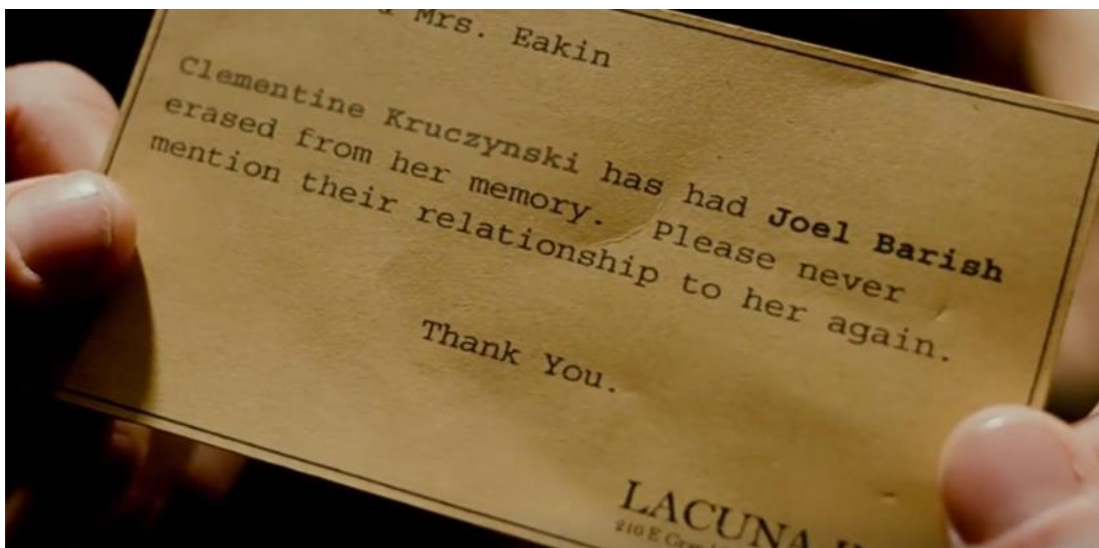 Mrs. Eakin
Clementine Kruczynski has had Joel Barish
erased from her memory. Please never
mention their relationship to her again.
Thank You.
LACUNA
210 E